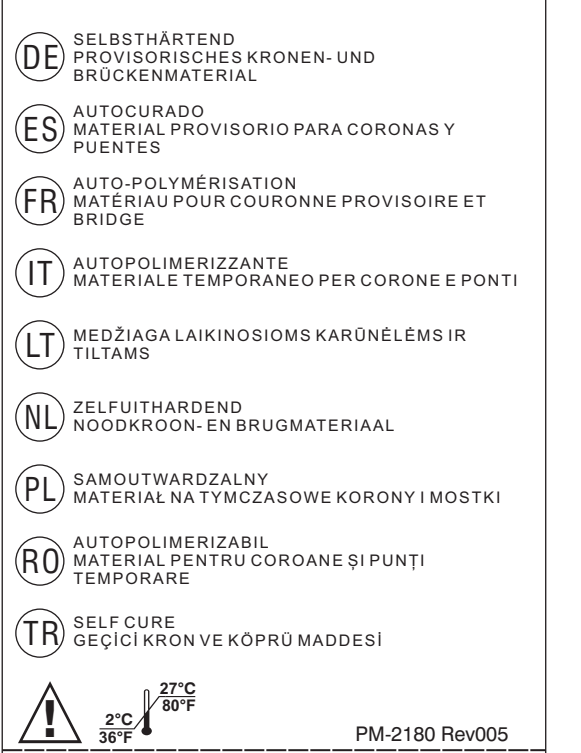 DE
SELBSTHÄRTEND
PROVISORISCHES KRONEN- UND
BRÜCKENMATERIAL
ES
AUTOCURADO
MATERIAL PROVISORIO PARA CORONAS Y
PUENTES
FR
AUTO-POLYMÉRISATION
MATÉRIAU POUR COURONNE PROVISOIRE ET
BRIDGE
IT
AUTOPOLIMERIZZANTE
MATERIALE TEMPORANEO PER CORONE E PONTI
LT
MEDŽIAGA LAIKINOSIOMS KARŪNĖLĖMS IR
TILTAMS
NL
ZELFUITHARDEND
NOODKROON- EN BRUGMATERIAAL
PL
SAMOUTWARDZALNY
MATERIAŁ NA TYMCZASOWE KORONY I MOSTKI
RO
AUTOPOLIMERIZABIL
MATERIAL PENTRU COROANE ȘI PUNȚI
TEMPORARE
TR
SELF CURE
GEÇİCİ KRON VE KÖPRÜ MADDESİ
27°C
80°F
2°C
36°F
PM-2180 Rev005